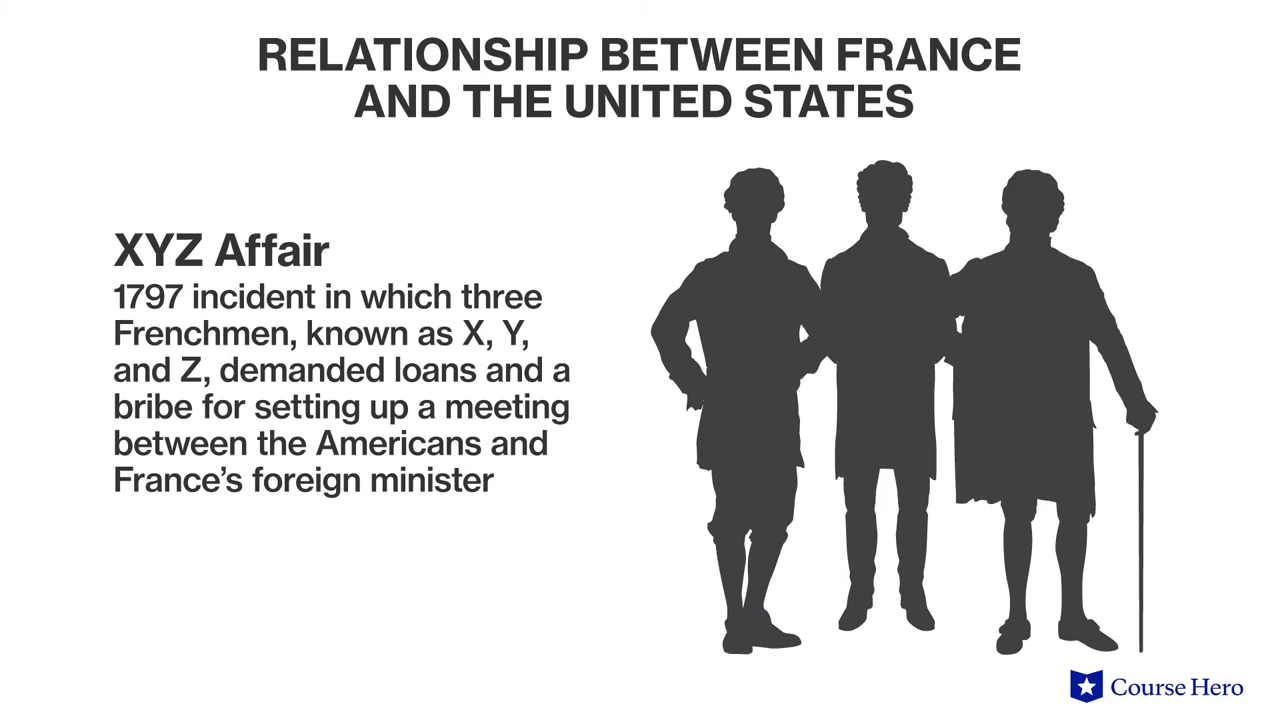 RELATIONSHIP BETWEEN FRANCE
AND THE UNITED STATES
XYZ Affair
1797 incident in which three
Frenchmen, known as X, Y,
and Z, demanded loans and a
bribe for setting up a meeting
between the Americans and
France’s foreign minister
Course Hero